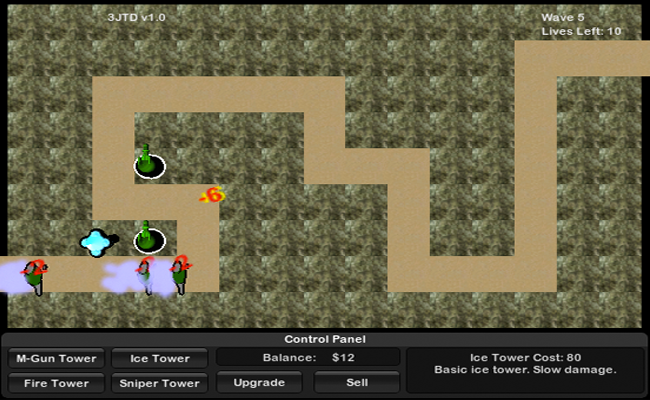 3JTD v1.0
Wave 5
Lives Left: 10
-6
Control Panel
M-Gun Tower
Ice Tower
Balance: $12
Ice Tower Cost: 80
Basic ice tower. Slow damage.
Fire Tower
Sniper Tower
Upgrade
Sell